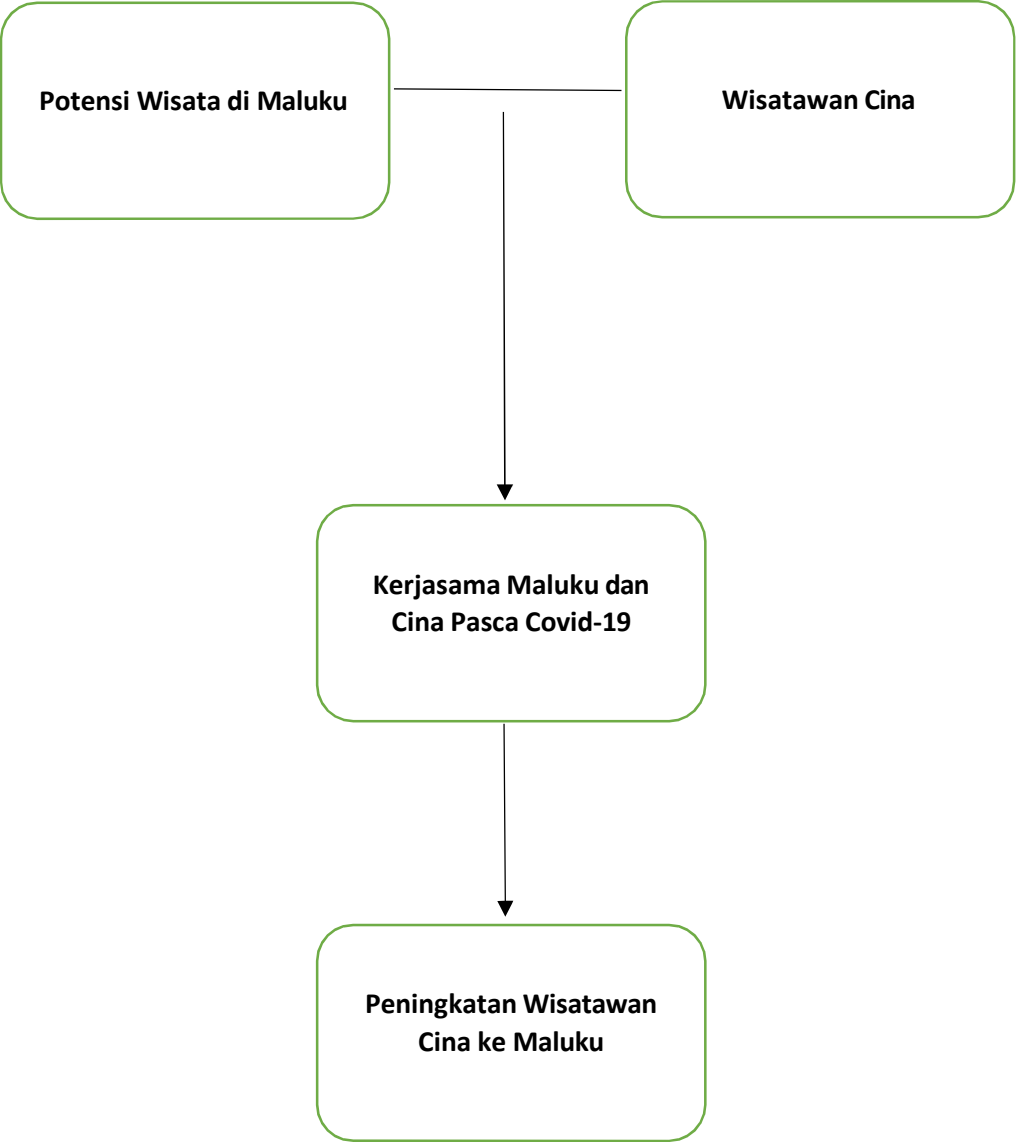 Potensi Wisata di Maluku
Wisatawan Cina
Kerjasama Maluku dan
Cina Pasca Covid-19
Peningkatan Wisatawan
Cina ke Maluku